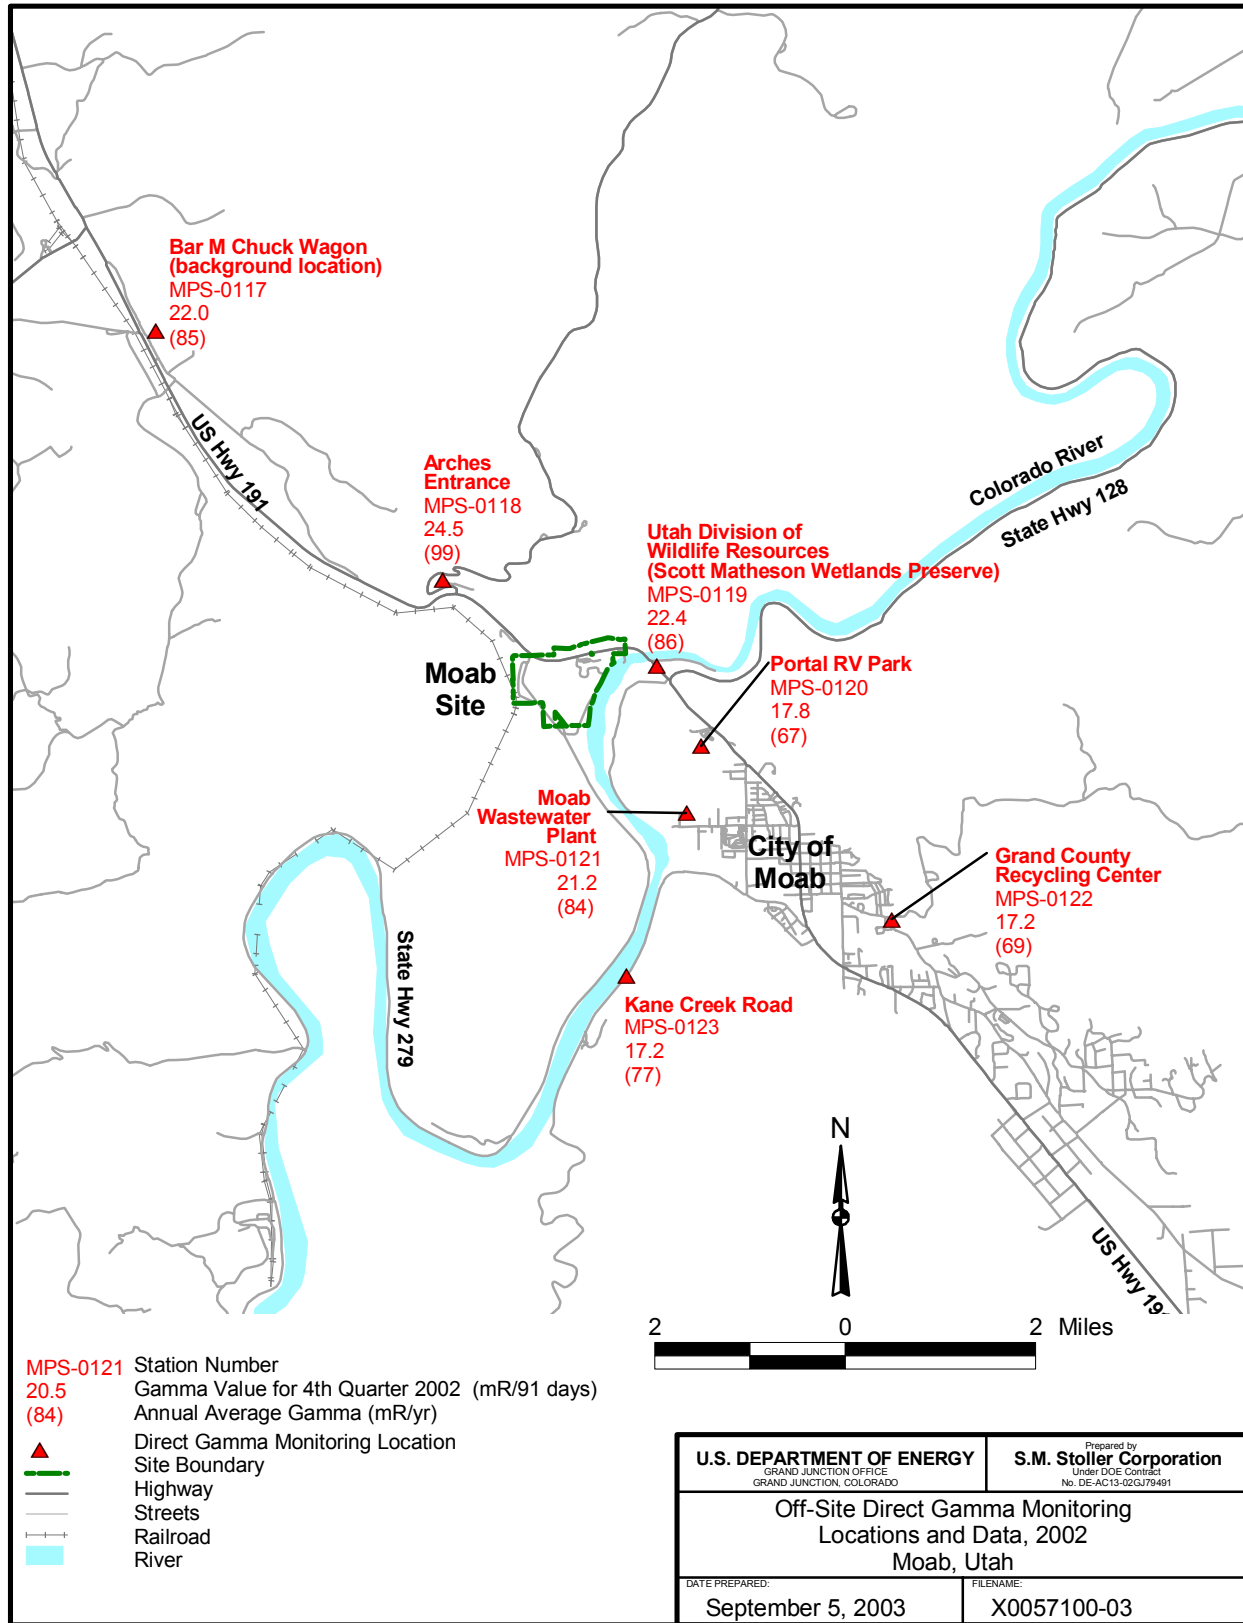 Bar M Chuck Wagon
(background location)
MPS-0117
22.0
(85)
US Hwy 191
Arches
Entrance
MPS-0118
24.5
(99)
Colorado River
State Hwy 128
Utah Division of
Wildlife Resources
(Scott Matheson Wetlands Preserve)
MPS-0119
22.4
(86)
Moab
Site
Portal RV Park
MPS-0120
17.8
(67)
Moab
Wastewater
Plant
MPS-0121
21.2
(84)
City of
Moab
Grand County
Recycling Center
MPS-0122
17.2
(69)
State Hwy 279
Kane Creek Road
MPS-0123
17.2
(77)
N
US Hwy 19
2 0 2 Miles
MPS-0121 Station Number
20.5 Gamma Value for 4th Quarter 2002 (mR/91 days)
(84) Annual Average Gamma (mR/yr)
Direct Gamma Monitoring Location
Site Boundary
Highway
Streets
Railroad
River
U.S. DEPARTMENT OF ENERGY
GRAND JUNCTION OFFICE
GRAND JUNCTION, COLORADO
Prepared by
S.M. Stoller Corporation
Under DOE Contract
No. DE-AC13-02GJ79491
Off-Site Direct Gamma Monitoring
Locations and Data, 2002
Moab, Utah
DATE PREPARED:
September 5, 2003
FILENAME:
X0057100-03